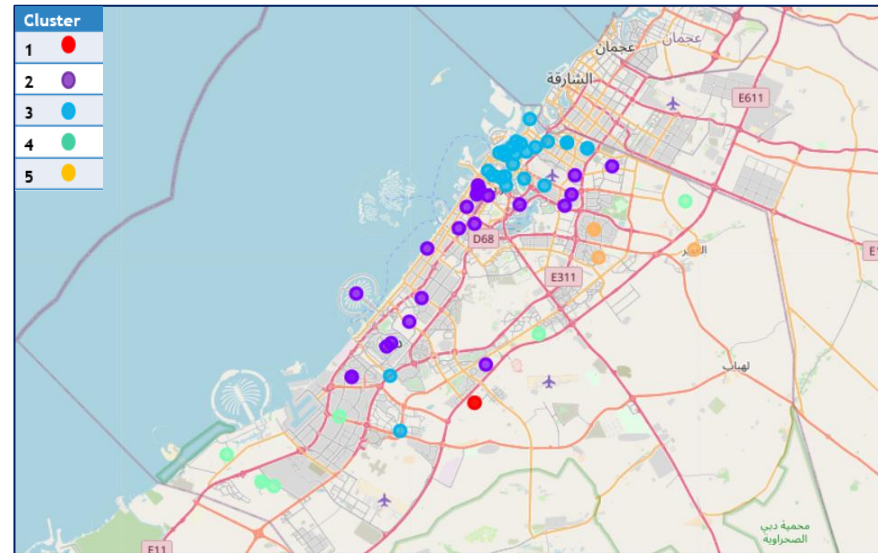 Cluster
1
2
3
4
5
عجمان
عجمان
الشارقة
E611
D68
E311
لهباب
محمية دبي
الصحراوية
E11